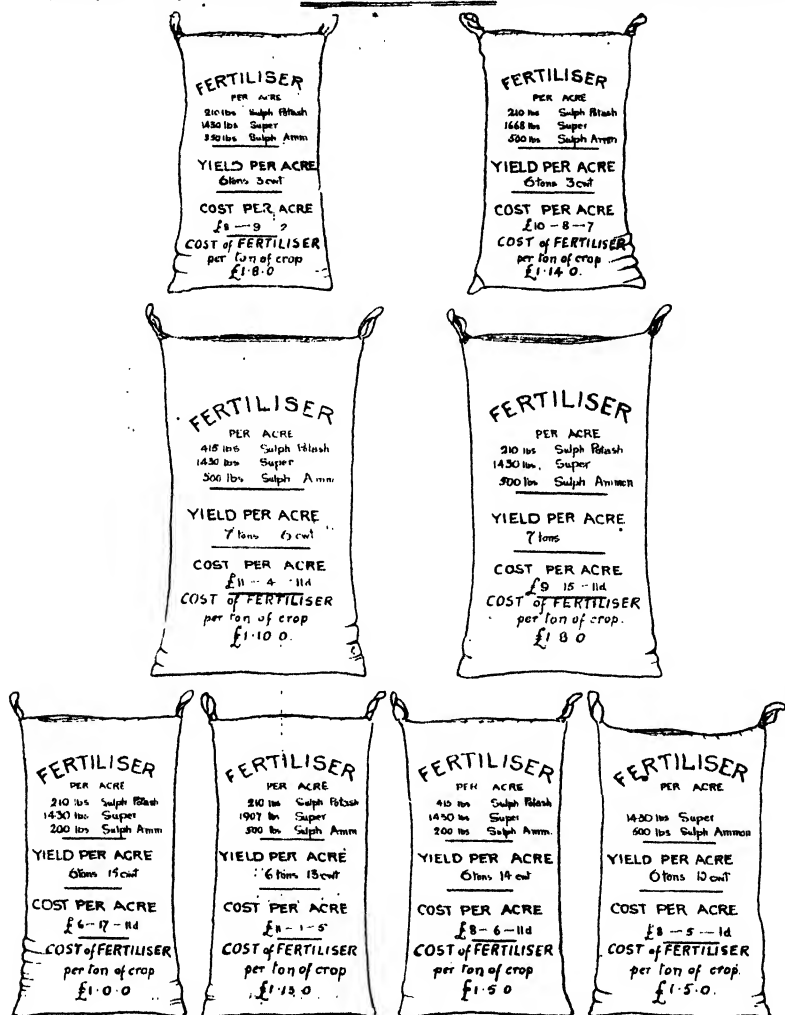 FERTILISER
PER ACRE
210 lbs Sulph Potash
1430 lbs Super
350 lbs Sulph Amm
YIELD PER ACRE
6 tons 3 cwt
COST PER ACRE
£8 - 9
COST of FERTILISER
per ton of crop
£1.8.0
FERTILISER
PER ACRE
210 lbs Sulph Potash
1668 lbs Super
500 lbs Sulph Amm
YIELD PER ACRE
6 tons 3 cwt
COST PER ACRE
£10 - 8 - 7
COST of FERTILISER
per ton of crop
£1.14 0.
FERTILISER
PER ACRE
415 lbs Sulph Potash
1430 lbs Super
500 lbs Sulph Amm
YIELD PER ACRE
7 tons cwt
COST PER ACRE
£11 - 4 - 11d
COST of FERTILISER
per ton of crop
£1.10 0.
FERTILISER
PER ACRE
210 lbs Sulph Potash
1430 lbs. Super
500 lbs Sulph Ammon
YIELD PER ACRE
7 tons
COST PER ACRE
£9 15 - 11d
COST of FERTILISER
per ton of crop.
£1 8 0
FERTILISER
PER ACRE
210 lbs Sulph Potash
1430 lbs. Super
200 lbs Sulph Amm
YIELD PER ACRE
6 tons cwt
COST PER ACRE
£6 - 17 - 11d
COST of FERTILISER
per ton of crop
£1.0.0
FERTILISER
PER ACRE
210 lbs Sulph Potash
1907 lbs Super
500 lbs Sulph Amm
YIELD PER ACRE
6 tons 13 cwt
COST PER ACRE
£11 - 1 - 5
COST of FERTILISER
per ton of crop
£1.13 0
FERTILISER
PER ACRE
415 lbs Sulph Potash
1430 lbs Super
200 lbs Sulph Amm.
YIELD PER ACRE
6 tons 14 cwt
COST PER ACRE
£8 - 6 - 11d
COST of FERTILISER
per ton of crop
£1.5 0
FERTILISER
PER ACRE
1430 lbs Super
500 lbs Sulph Ammon
YIELD PER ACRE
6 tons cwt
COST PER ACRE
£8 - 5 - 1d
COST of FERTILISER
per ton of crop.
£1.5.0.